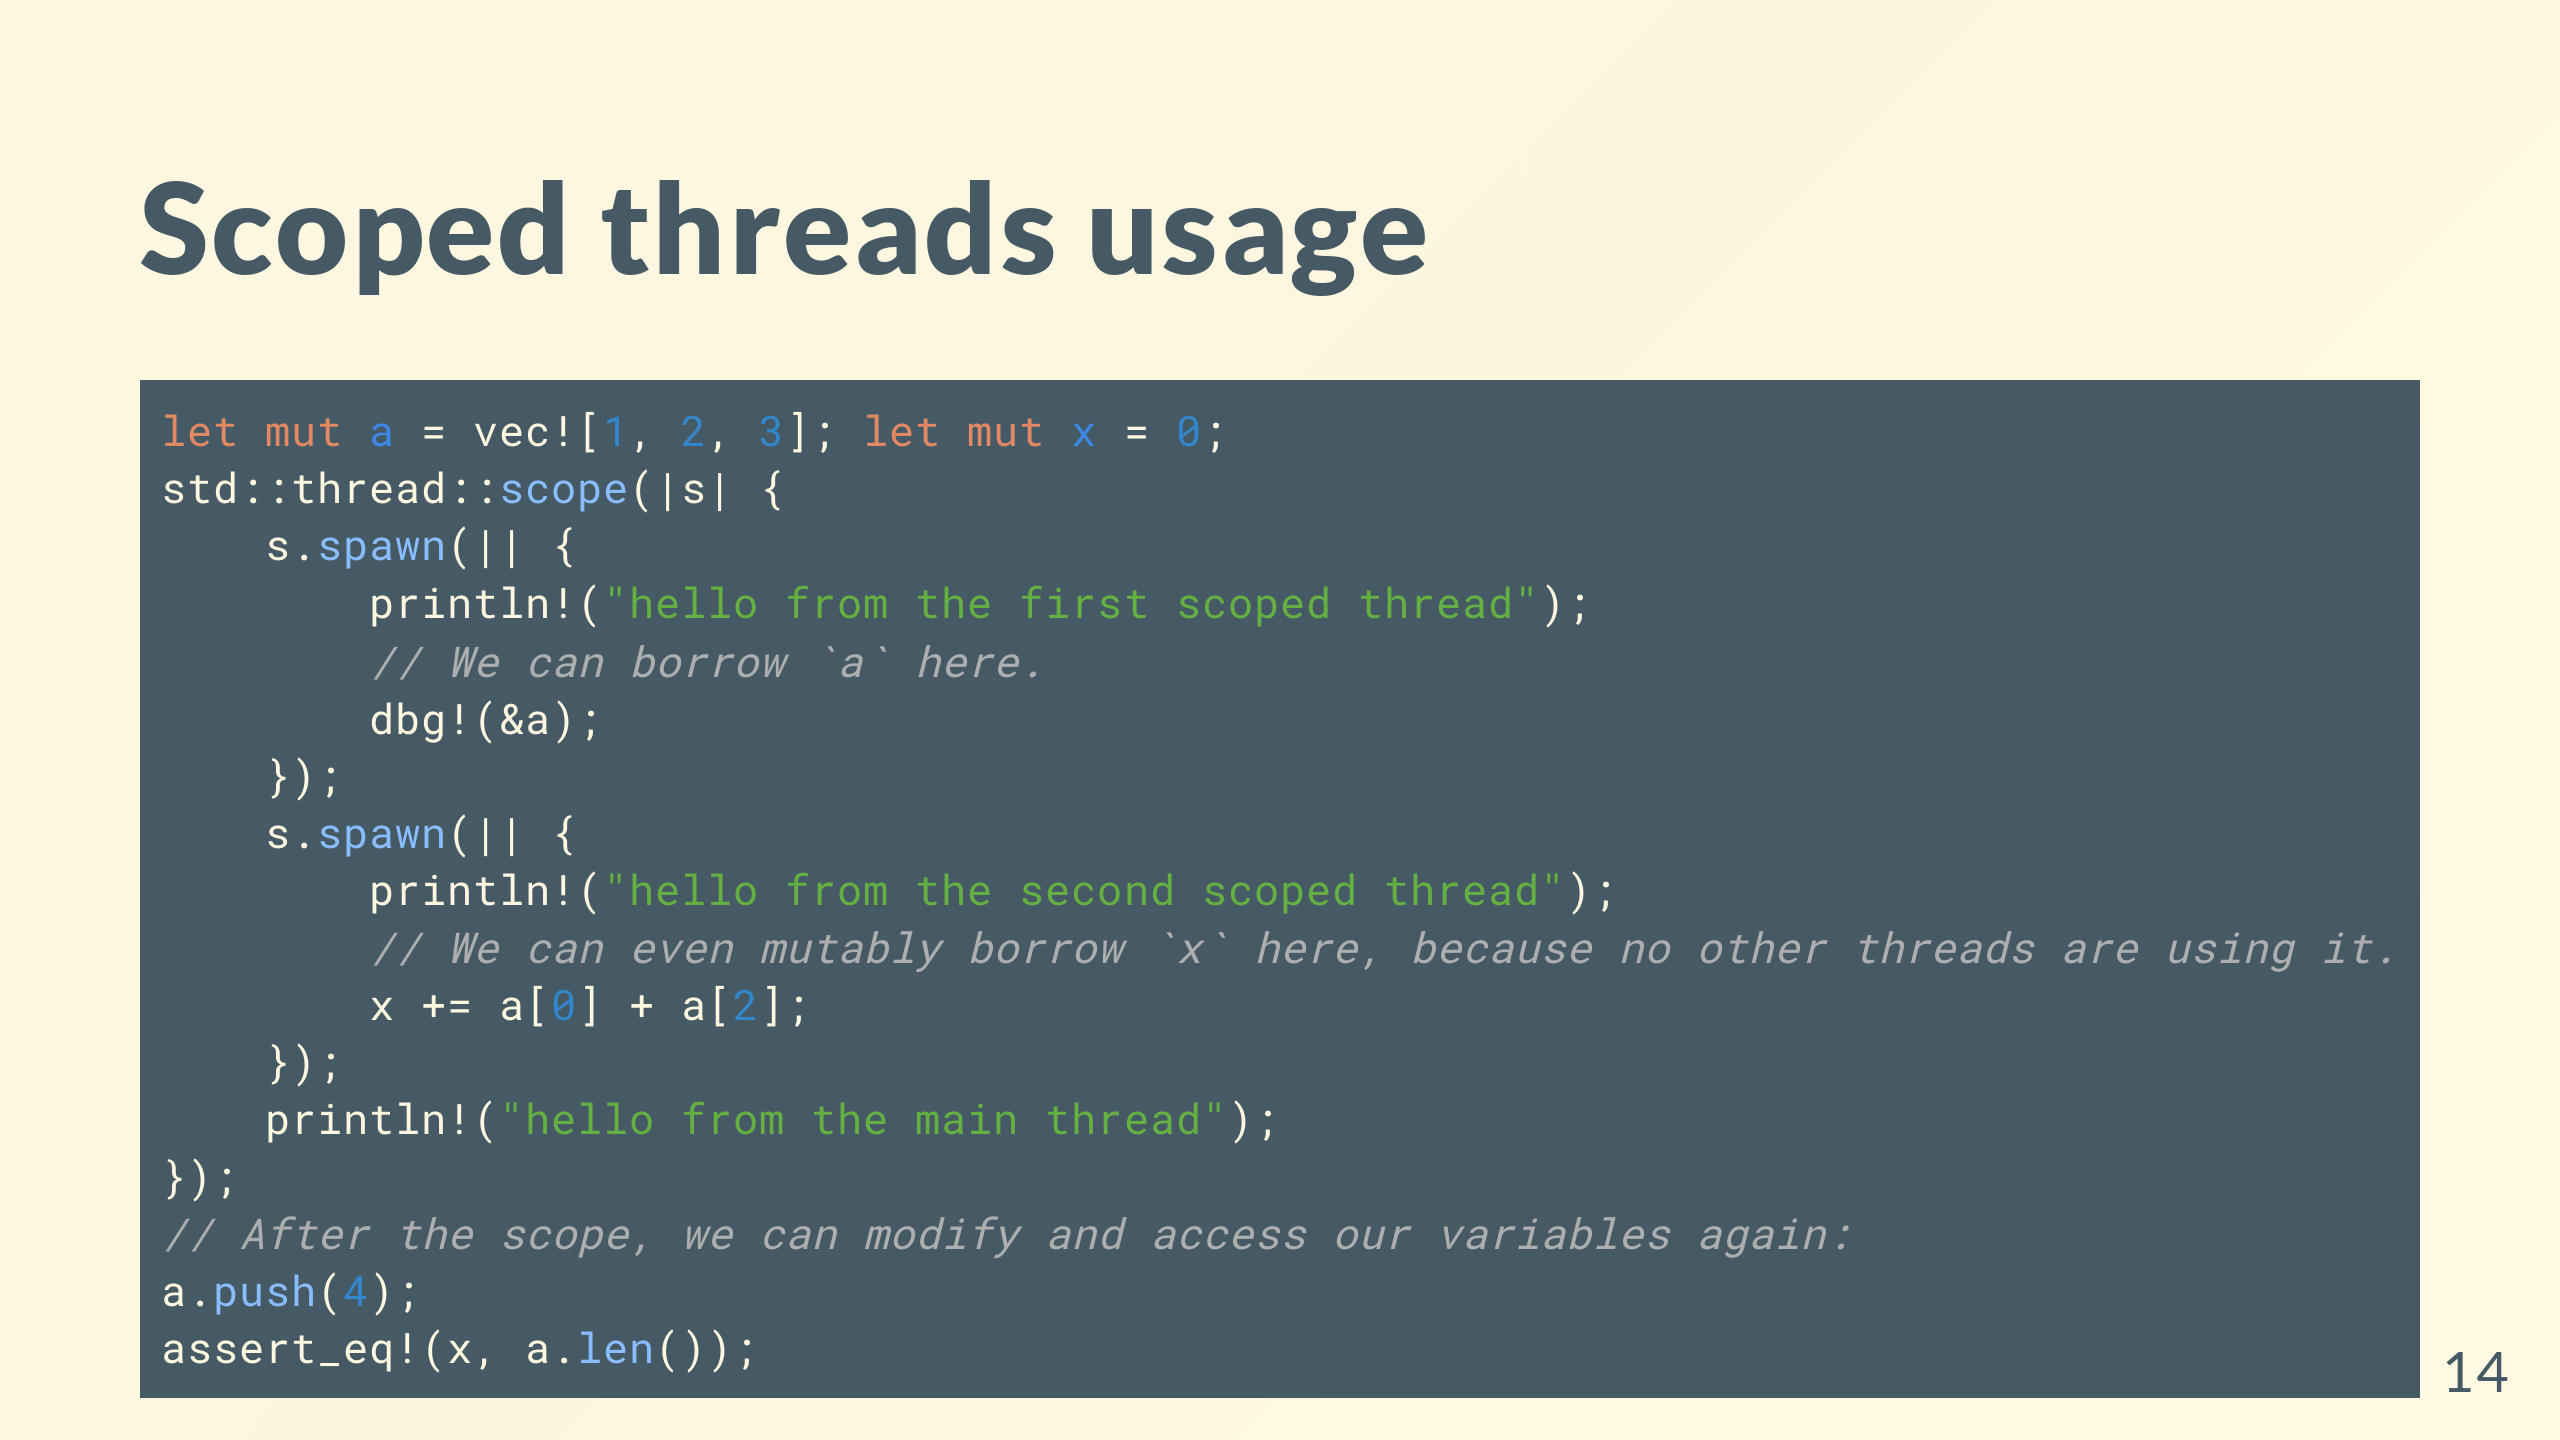 Scoped threads usage
let mut a = vec![1, 2, 3]; let mut x = 0;
std::thread::scope(|s| {
    s.spawn(|| {
        println!("hello from the first scoped thread");
        // We can borrow `a` here.
        dbg!(&a);
    });
    s.spawn(|| {
        println!("hello from the second scoped thread");
        // We can even mutably borrow `x` here, because no other threads are using it.
        x += a[0] + a[2];
    });
    println!("hello from the main thread");
});
// After the scope, we can modify and access our variables again:
a.push(4);
assert_eq!(x, a.len());
14